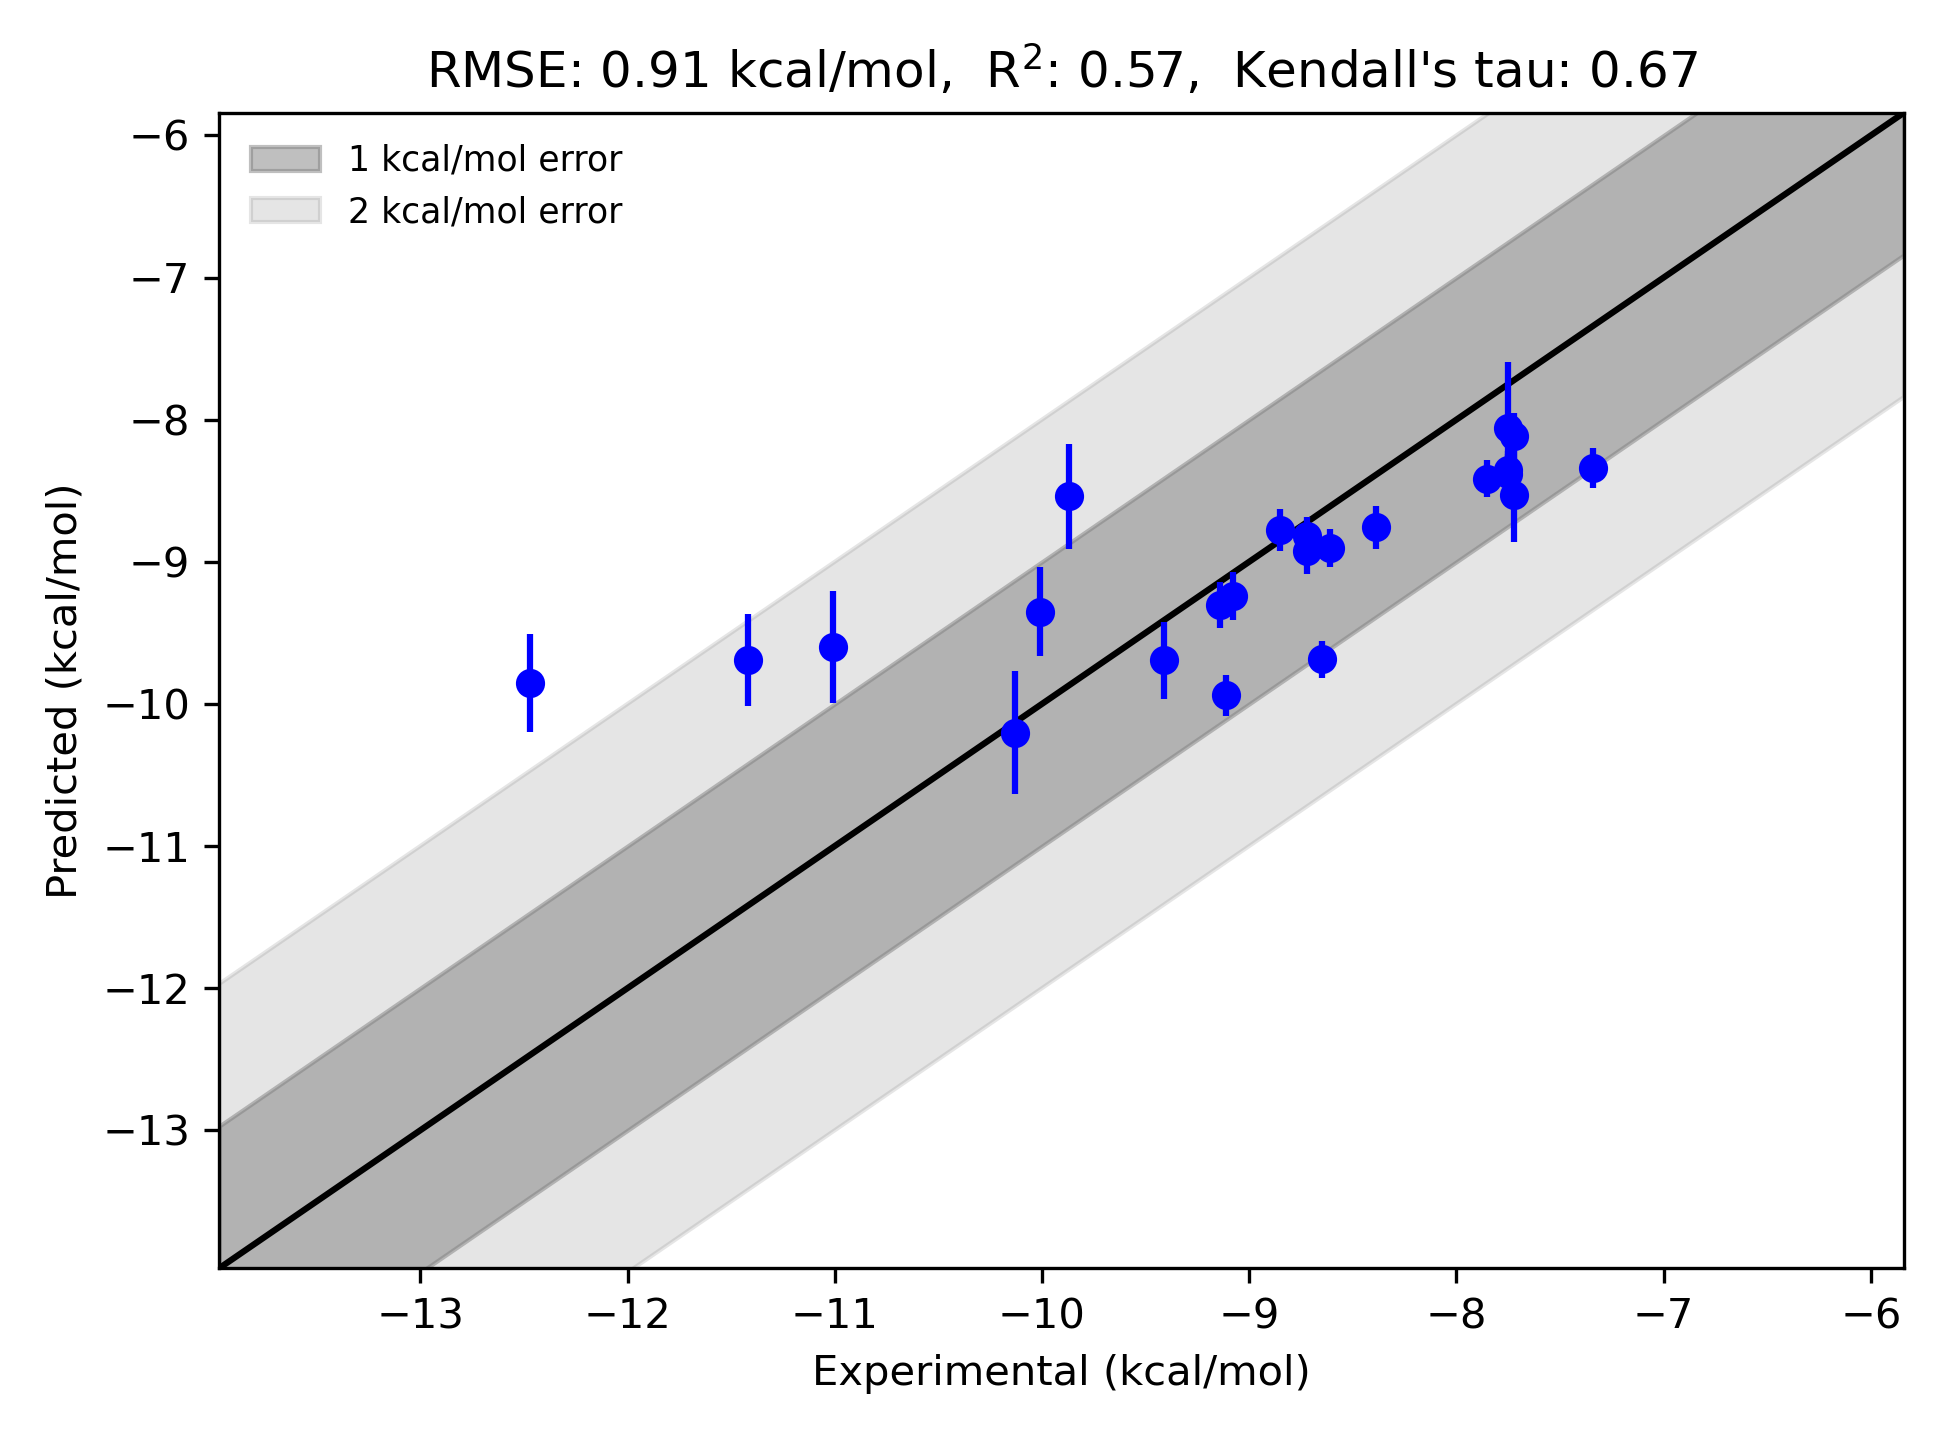 RMSE: 0.91 kcal/mol,  R²: 0.57,  Kendall's tau: 0.67
1 kcal/mol error
2 kcal/mol error
−6
−7
−8
−9
−10
−11
−12
−13
Predicted (kcal/mol)
−13 −12 −11 −10 −9 −8 −7 −6
Experimental (kcal/mol)